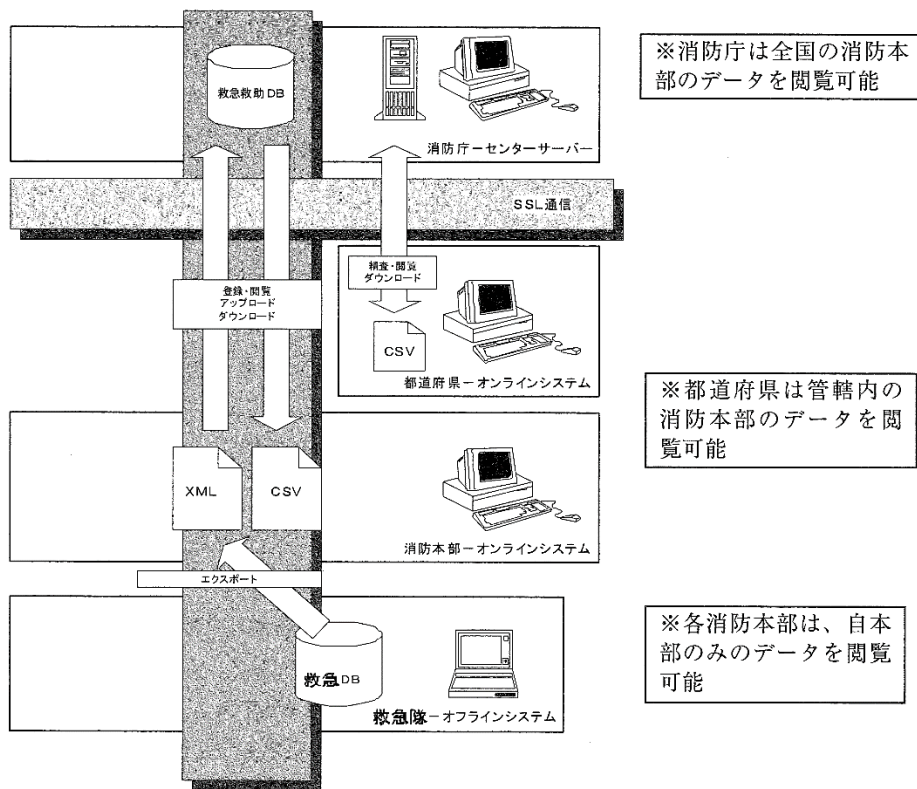 救急救助DB
消防庁－センターサーバー
※消防庁は全国の消防本
部のデータを閲覧可能
SSL通信
登録・閲覧
アップロード
ダウンロード
精査・閲覧
ダウンロード
CSV
都道府県－オンラインシステム
※都道府県は管轄内の
消防本部のデータを閲
覧可能
XML
CSV
消防本部－オンラインシステム
エクスポート
救急DB
救急隊－オフラインシステム
※各消防本部は、自本
部のみのデータを閲覧
可能